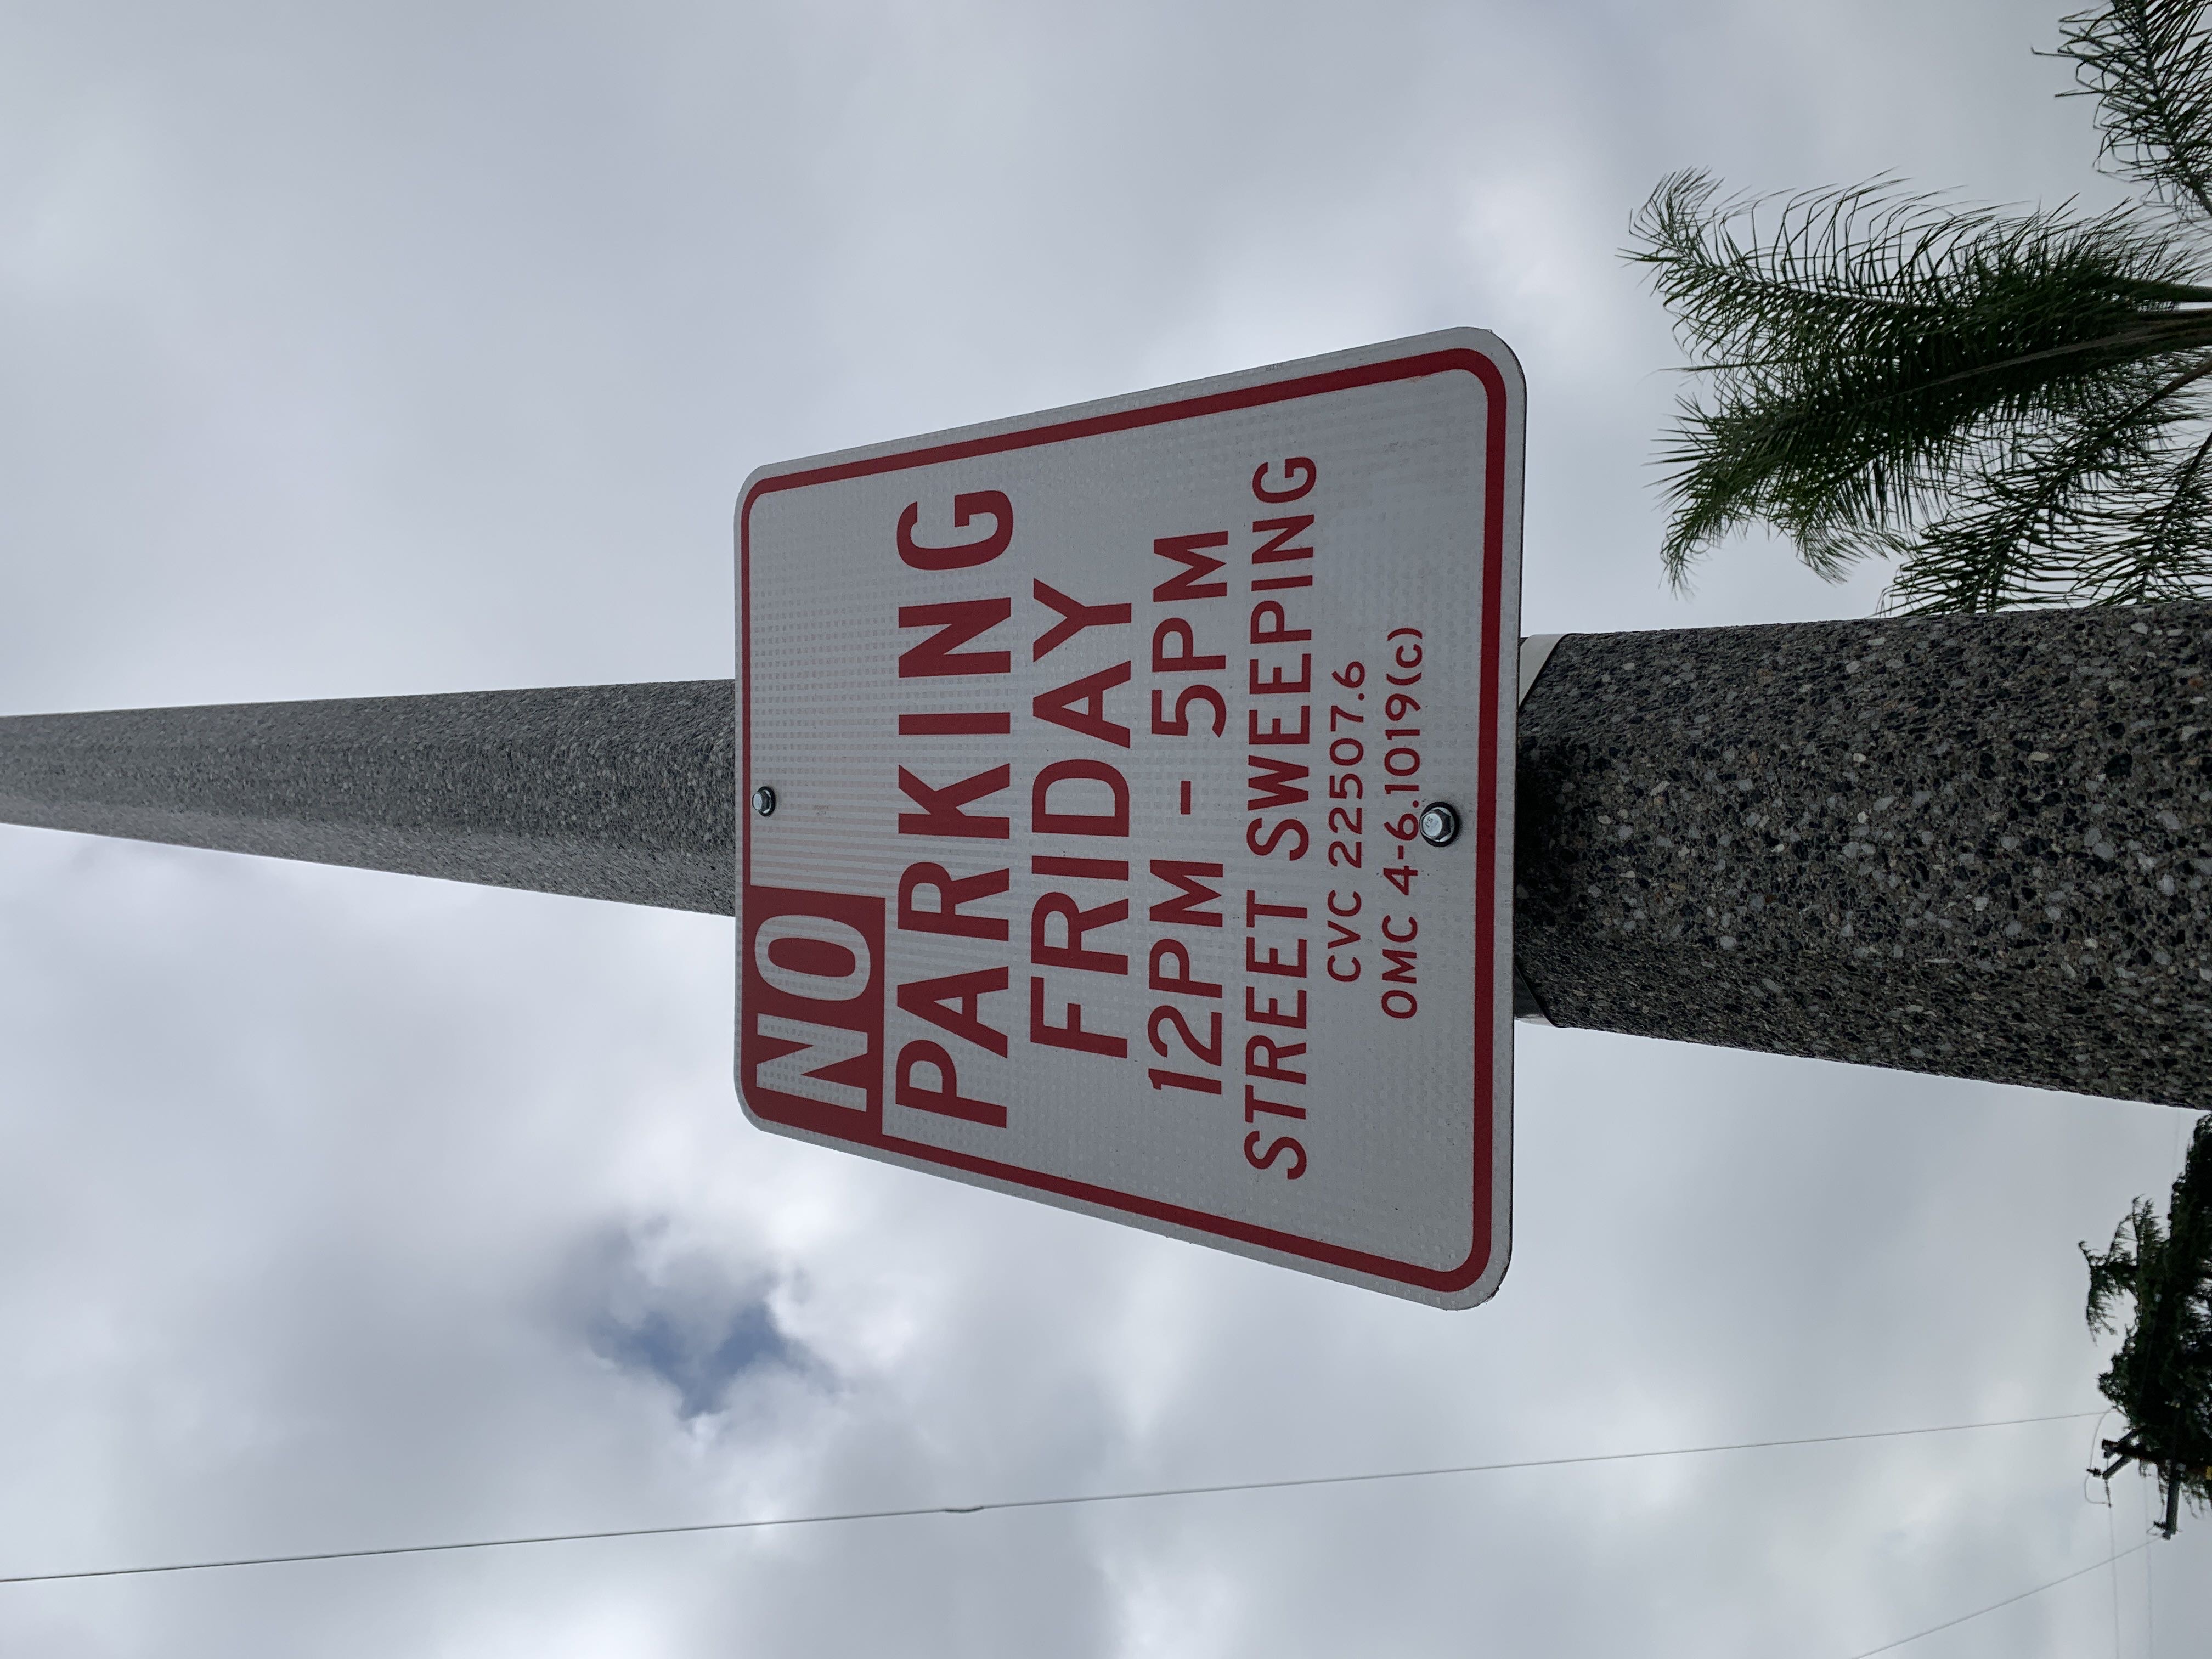 NO
PARKING
FRIDAY
12PM - 5PM
STREET SWEEPING
CVC 22507.6
OMC 4-6.1019(c)